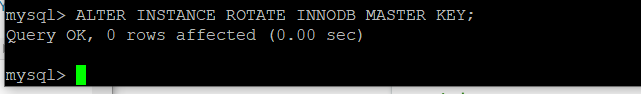 mysql> ALTER INSTANCE ROTATE INNODB MASTER KEY;
Query OK, 0 rows affected (0.00 sec)
mysql>